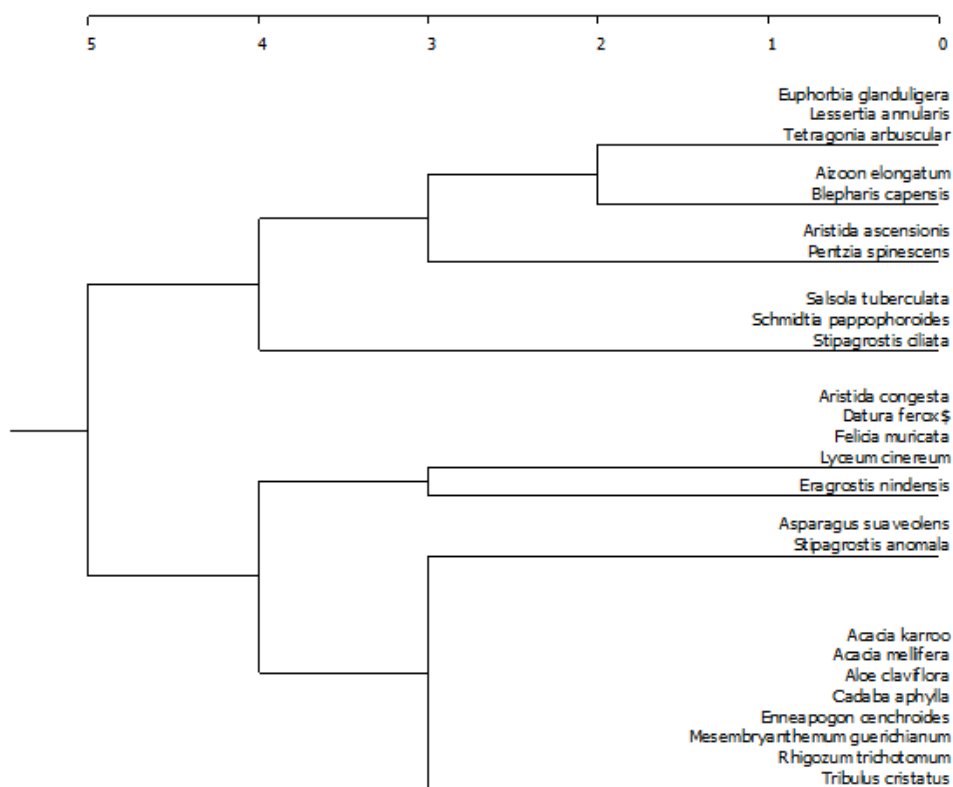 5 4 3 2 1 0
Euphorbia glanduligera
Lessertia annularis
Tetragonia arbuscular
Aizoon elongatum
Blepharis capensis
Aristida ascensionis
Pentzia spinescens
Salsola tuberculata
Schmidtia pappophoroides
Stipagrostis ciliata
Aristida congesta
Datura ferox$
Felicia muricata
Lyceum cinereum
Eragrostis nindensis
Asparagus suaveolens
Stipagrostis anomala
Acacia karroo
Acacia mellifera
Aloe claviflora
Cadaba aphylla
Enneapogon cenchroides
Mesembryanthemum guerichianum
Rhigozum trichotomum
Tribulus cristatus